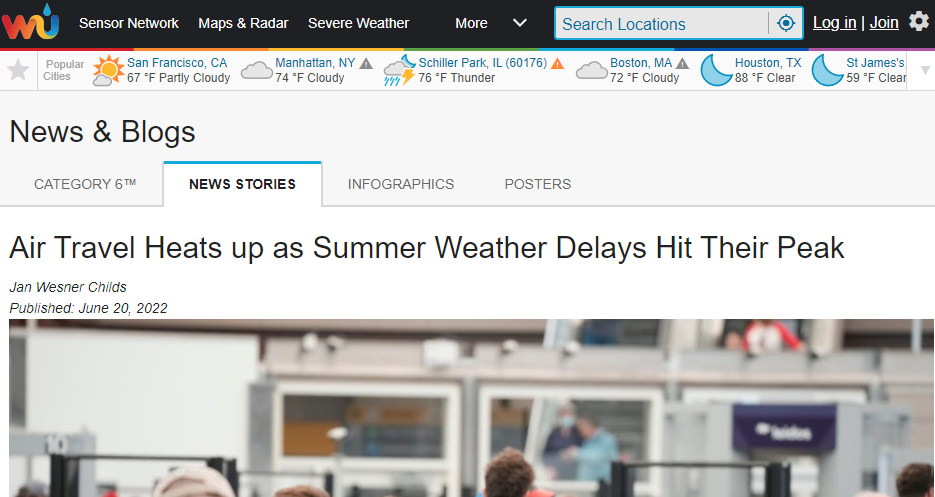 WU
Sensor Network Maps & Radar Severe Weather More Search Locations Log in | Join
Popular Cities
San Francisco, CA
67 °F Partly Cloudy
Manhattan, NY
74 °F Cloudy
Schiller Park, IL (60176)
76 °F Thunder
Boston, MA
72 °F Cloudy
Houston, TX
88 °F Clear
St James's
59 °F Clear
News & Blogs
CATEGORY 6™ NEWS STORIES INFOGRAPHICS POSTERS
Air Travel Heats up as Summer Weather Delays Hit Their Peak
Jan Wesner Childs
Published: June 20, 2022
10
leidos